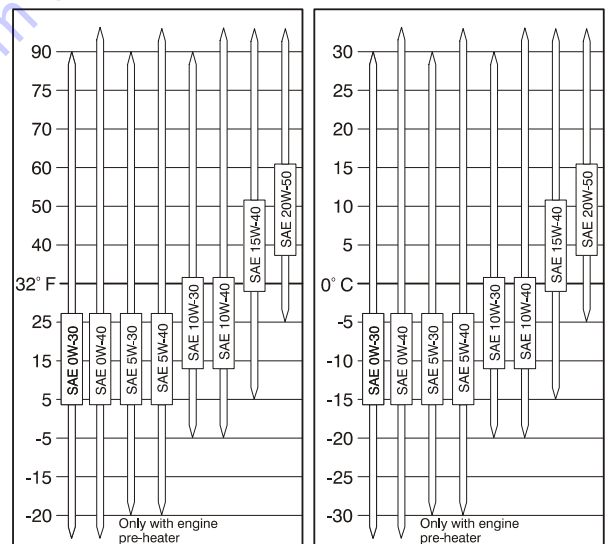 90
75
70
60
50
40
32° F
25
15
5
-5
-15
-20
SAE 0W-30
SAE 0W-40
SAE 5W-30
SAE 5W-40
SAE 10W-30
SAE 10W-40
SAE 15W-40
SAE 20W-50
Only with engine
pre-heater
30
25
20
15
10
5
0° C
-5
-10
-15
-20
-25
-30
SAE 0W-30
SAE 0W-40
SAE 5W-30
SAE 5W-40
SAE 10W-30
SAE 10W-40
SAE 15W-40
SAE 20W-50
Only with engine
pre-heater